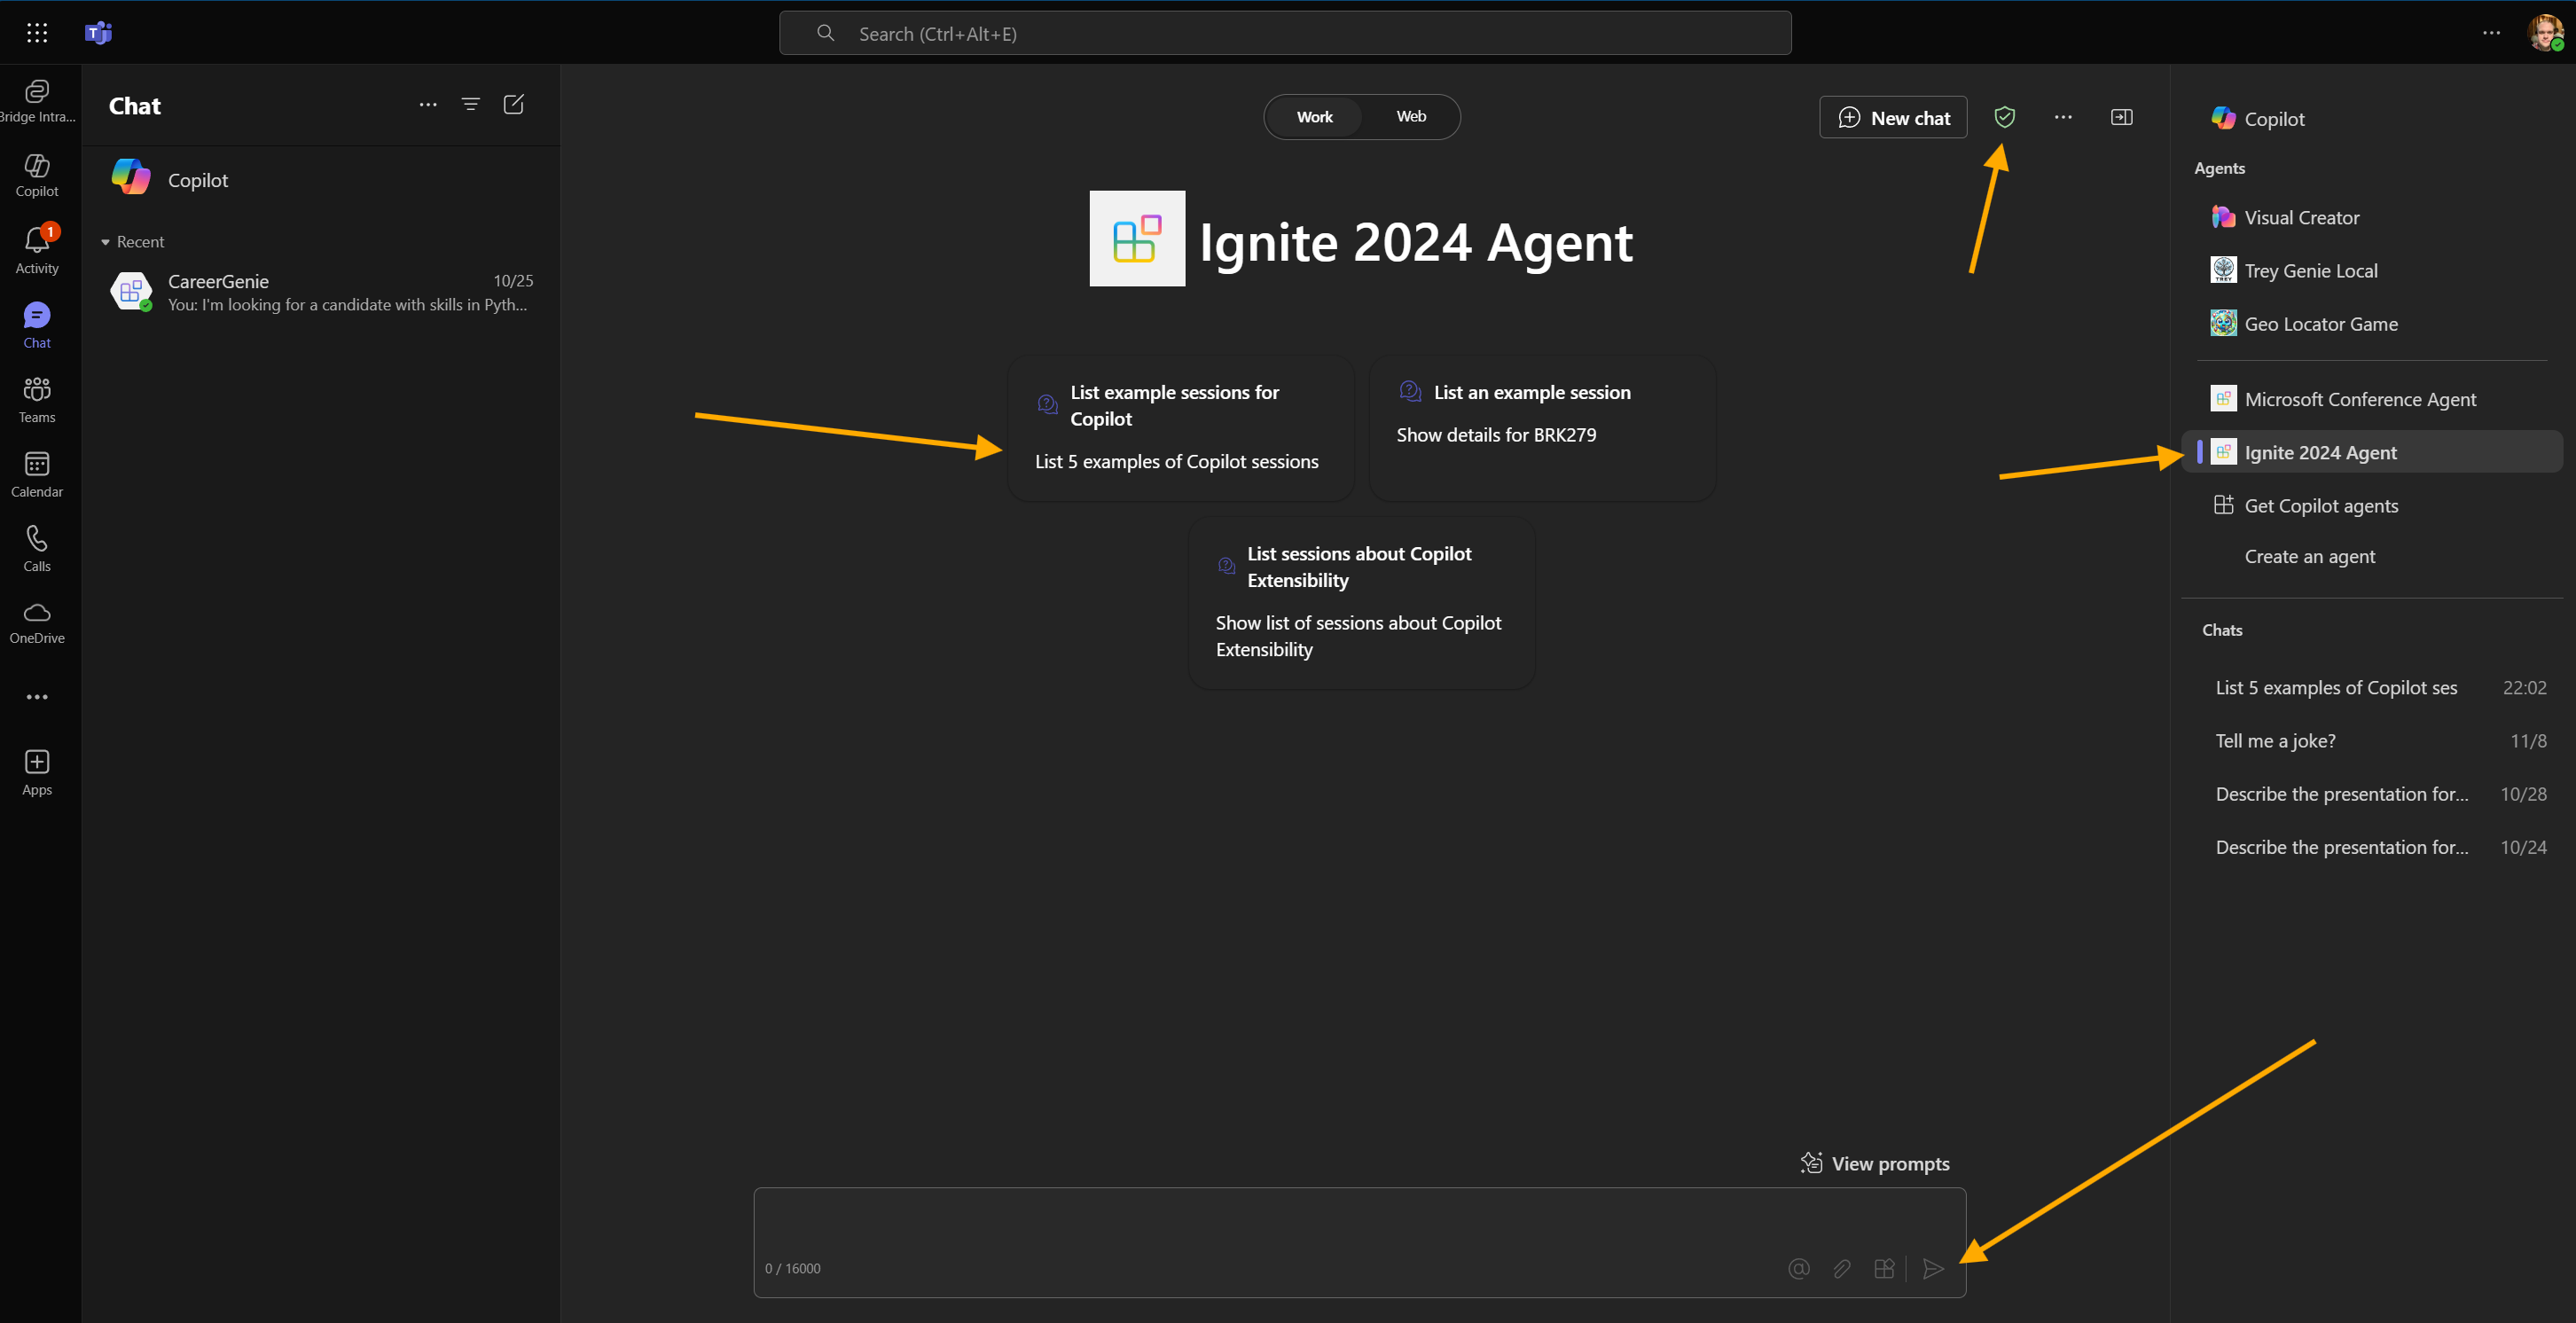 T
Search (Ctrl+Alt+E)
Bridge Intra...
Copilot
1
Activity
Chat
Teams
Calendar
Calls
OneDrive
Apps
Chat
Copilot
Recent
CareerGenie 10/25
You: I'm looking for a candidate with skills in Pyth...
Work Web
New chat
Ignite 2024 Agent
List example sessions for
Copilot
List 5 examples of Copilot sessions
List an example session
Show details for BRK279
List sessions about Copilot
Extensibility
Show list of sessions about Copilot
Extensibility
View prompts
0 / 16000
Copilot
Agents
Visual Creator
TREY
Trey Genie Local
Geo Locator Game
Microsoft Conference Agent
Ignite 2024 Agent
Get Copilot agents
Create an agent
Chats
List 5 examples of Copilot ses 22:02
Tell me a joke? 11/8
Describe the presentation for... 10/28
Describe the presentation for... 10/24